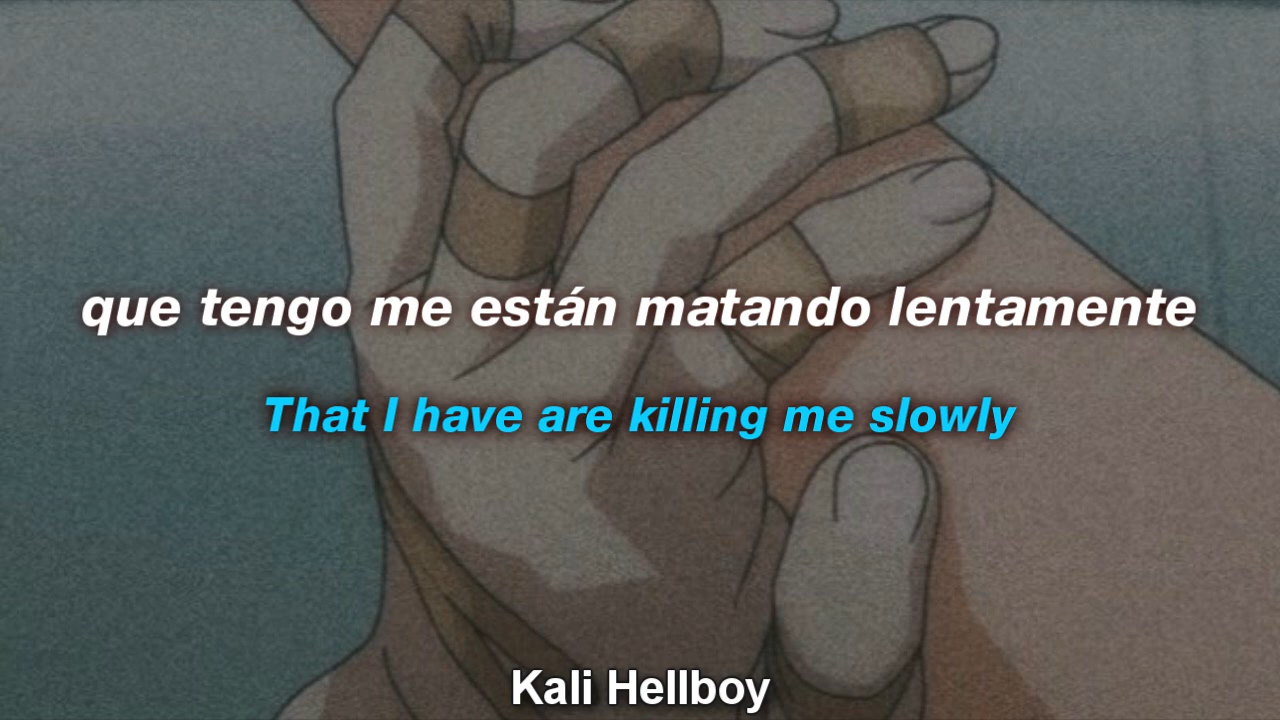 que tengo me están matando lentamente
That I have are killing me slowly
Kali Hellboy